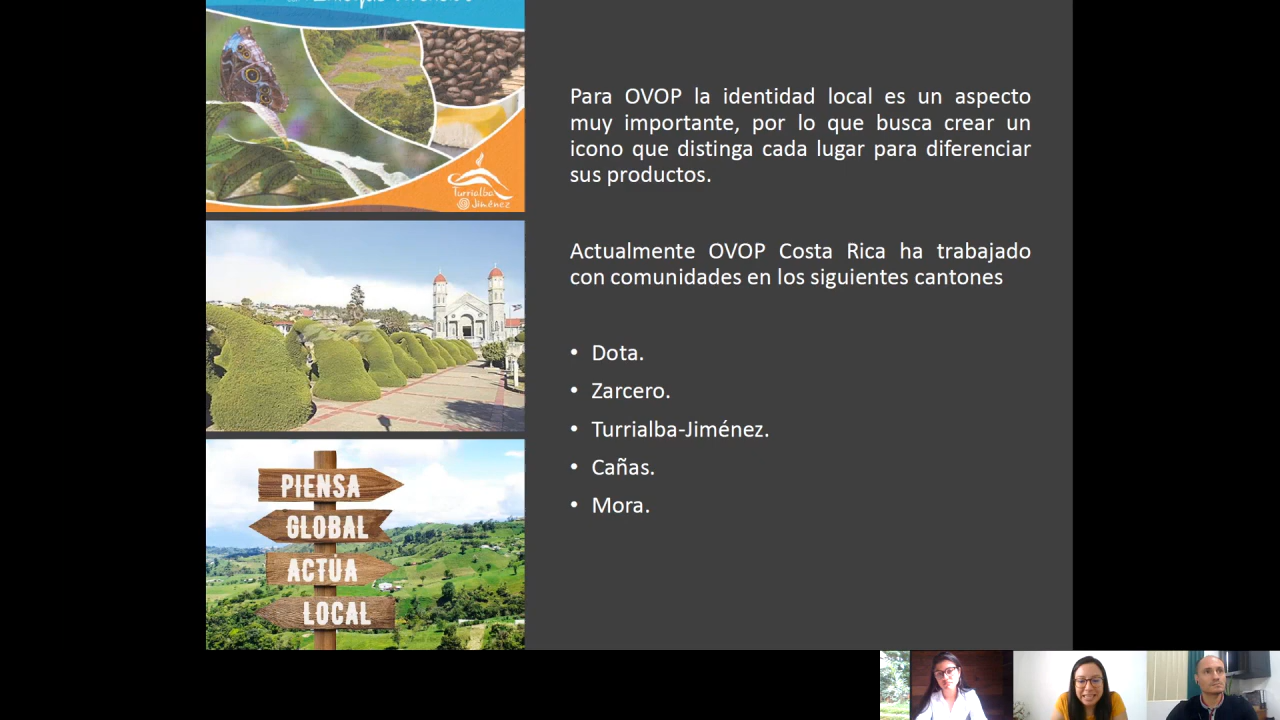 Turrialba
Jiménez
PIENSA
GLOBAL
ACTÚA
LOCAL
Para OVOP la identidad local es un aspecto
muy importante, por lo que busca crear un
icono que distinga cada lugar para diferenciar
sus productos.
Actualmente OVOP Costa Rica ha trabajado
con comunidades en los siguientes cantones
• Dota.
• Zarcero.
• Turrialba-Jiménez.
• Cañas.
• Mora.